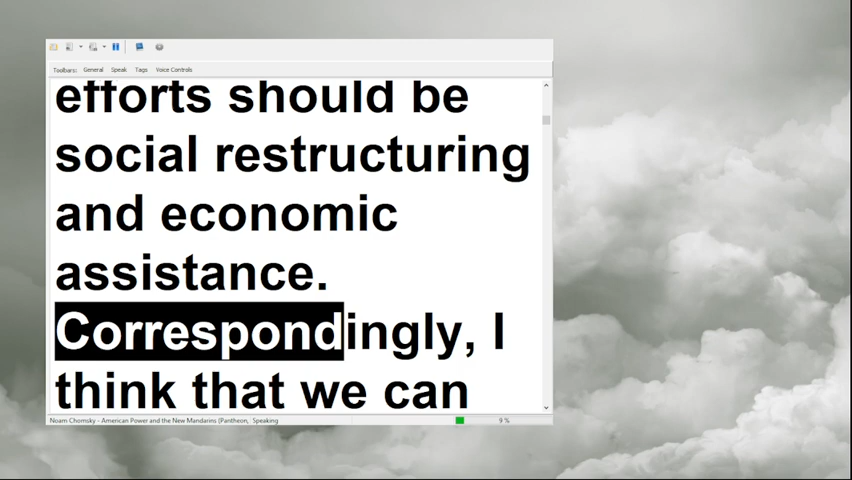 Toolbars: General Speak Tags Voice Controls
efforts should be
social restructuring
and economic
assistance.
Correspondingly, I
think that we can
Noam Chomsky - American Power and the New Mandarins (Pantheon, Speaking 9 %